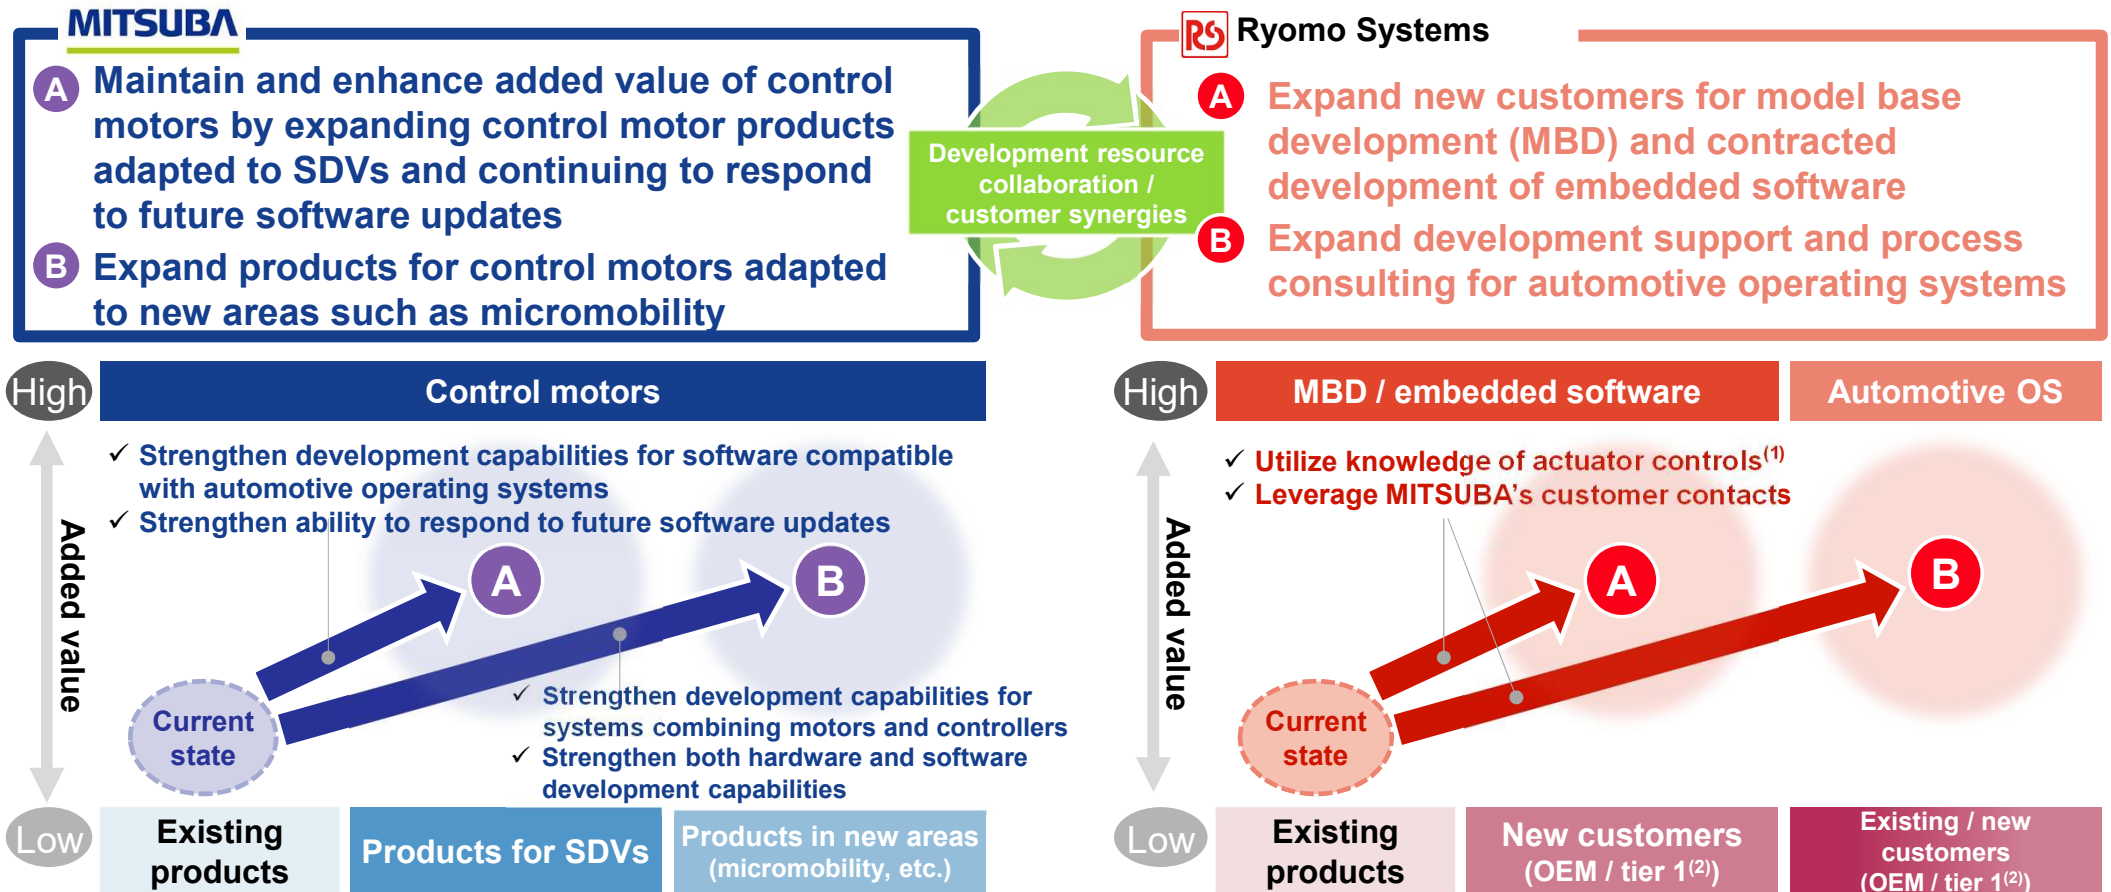 MITSUBA
A Maintain and enhance added value of control
motors by expanding control motor products
adapted to SDVs and continuing to respond
to future software updates
B Expand products for control motors adapted
to new areas such as micromobility
Development resource
collaboration /
customer synergies
RS Ryomo Systems
A Expand new customers for model base
development (MBD) and contracted
development of embedded software
B Expand development support and process
consulting for automotive operating systems
High
Control motors
✓ Strengthen development capabilities for software compatible
with automotive operating systems
✓ Strengthen ability to respond to future software updates
Added value
A
B
Current
state
✓ Strengthen development capabilities for
systems combining motors and controllers
✓ Strengthen both hardware and software
development capabilities
Low
Existing
products
Products for SDVs
Products in new areas
(micromobility, etc.)
High
MBD / embedded software
Automotive OS
✓ Utilize knowledge of actuator controls(1)
✓ Leverage MITSUBA's customer contacts
Added value
A
B
Current
state
Low
Existing
products
New customers
(OEM / tier 1(2))
Existing / new
customers
(OEM / tier 1(2))